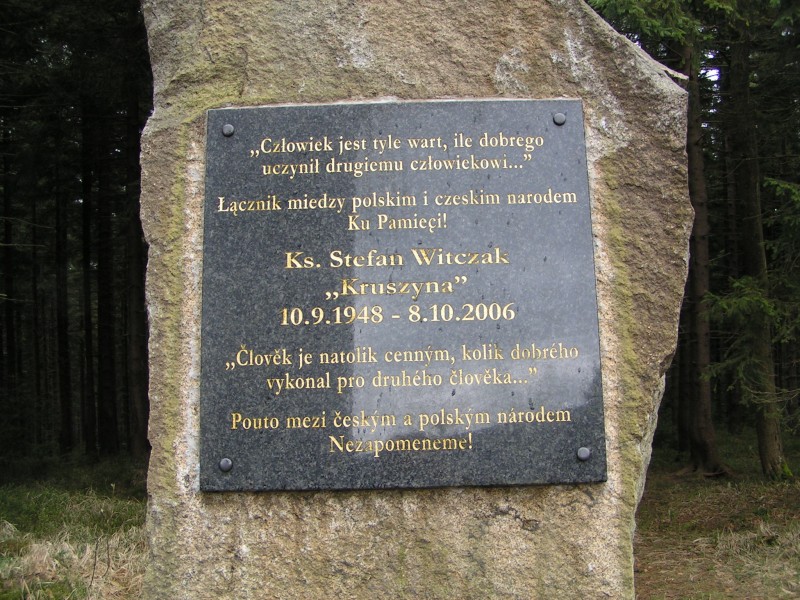 „Człowiek jest tyle wart, ile dobrego
uczynił drugiemu człowiekowi...”
Łącznik miedzy polskim i czeskim narodem
Ku Pamięçi!
Ks. Stefan Witczak
„Kruszyna”
10.9.1948 - 8.10.2006
„Člověk je natolik cenným, kolik dobrého
vykonal pro druhého člověka...”
Pouto mezi českým a polským národem
Nezapomeneme!